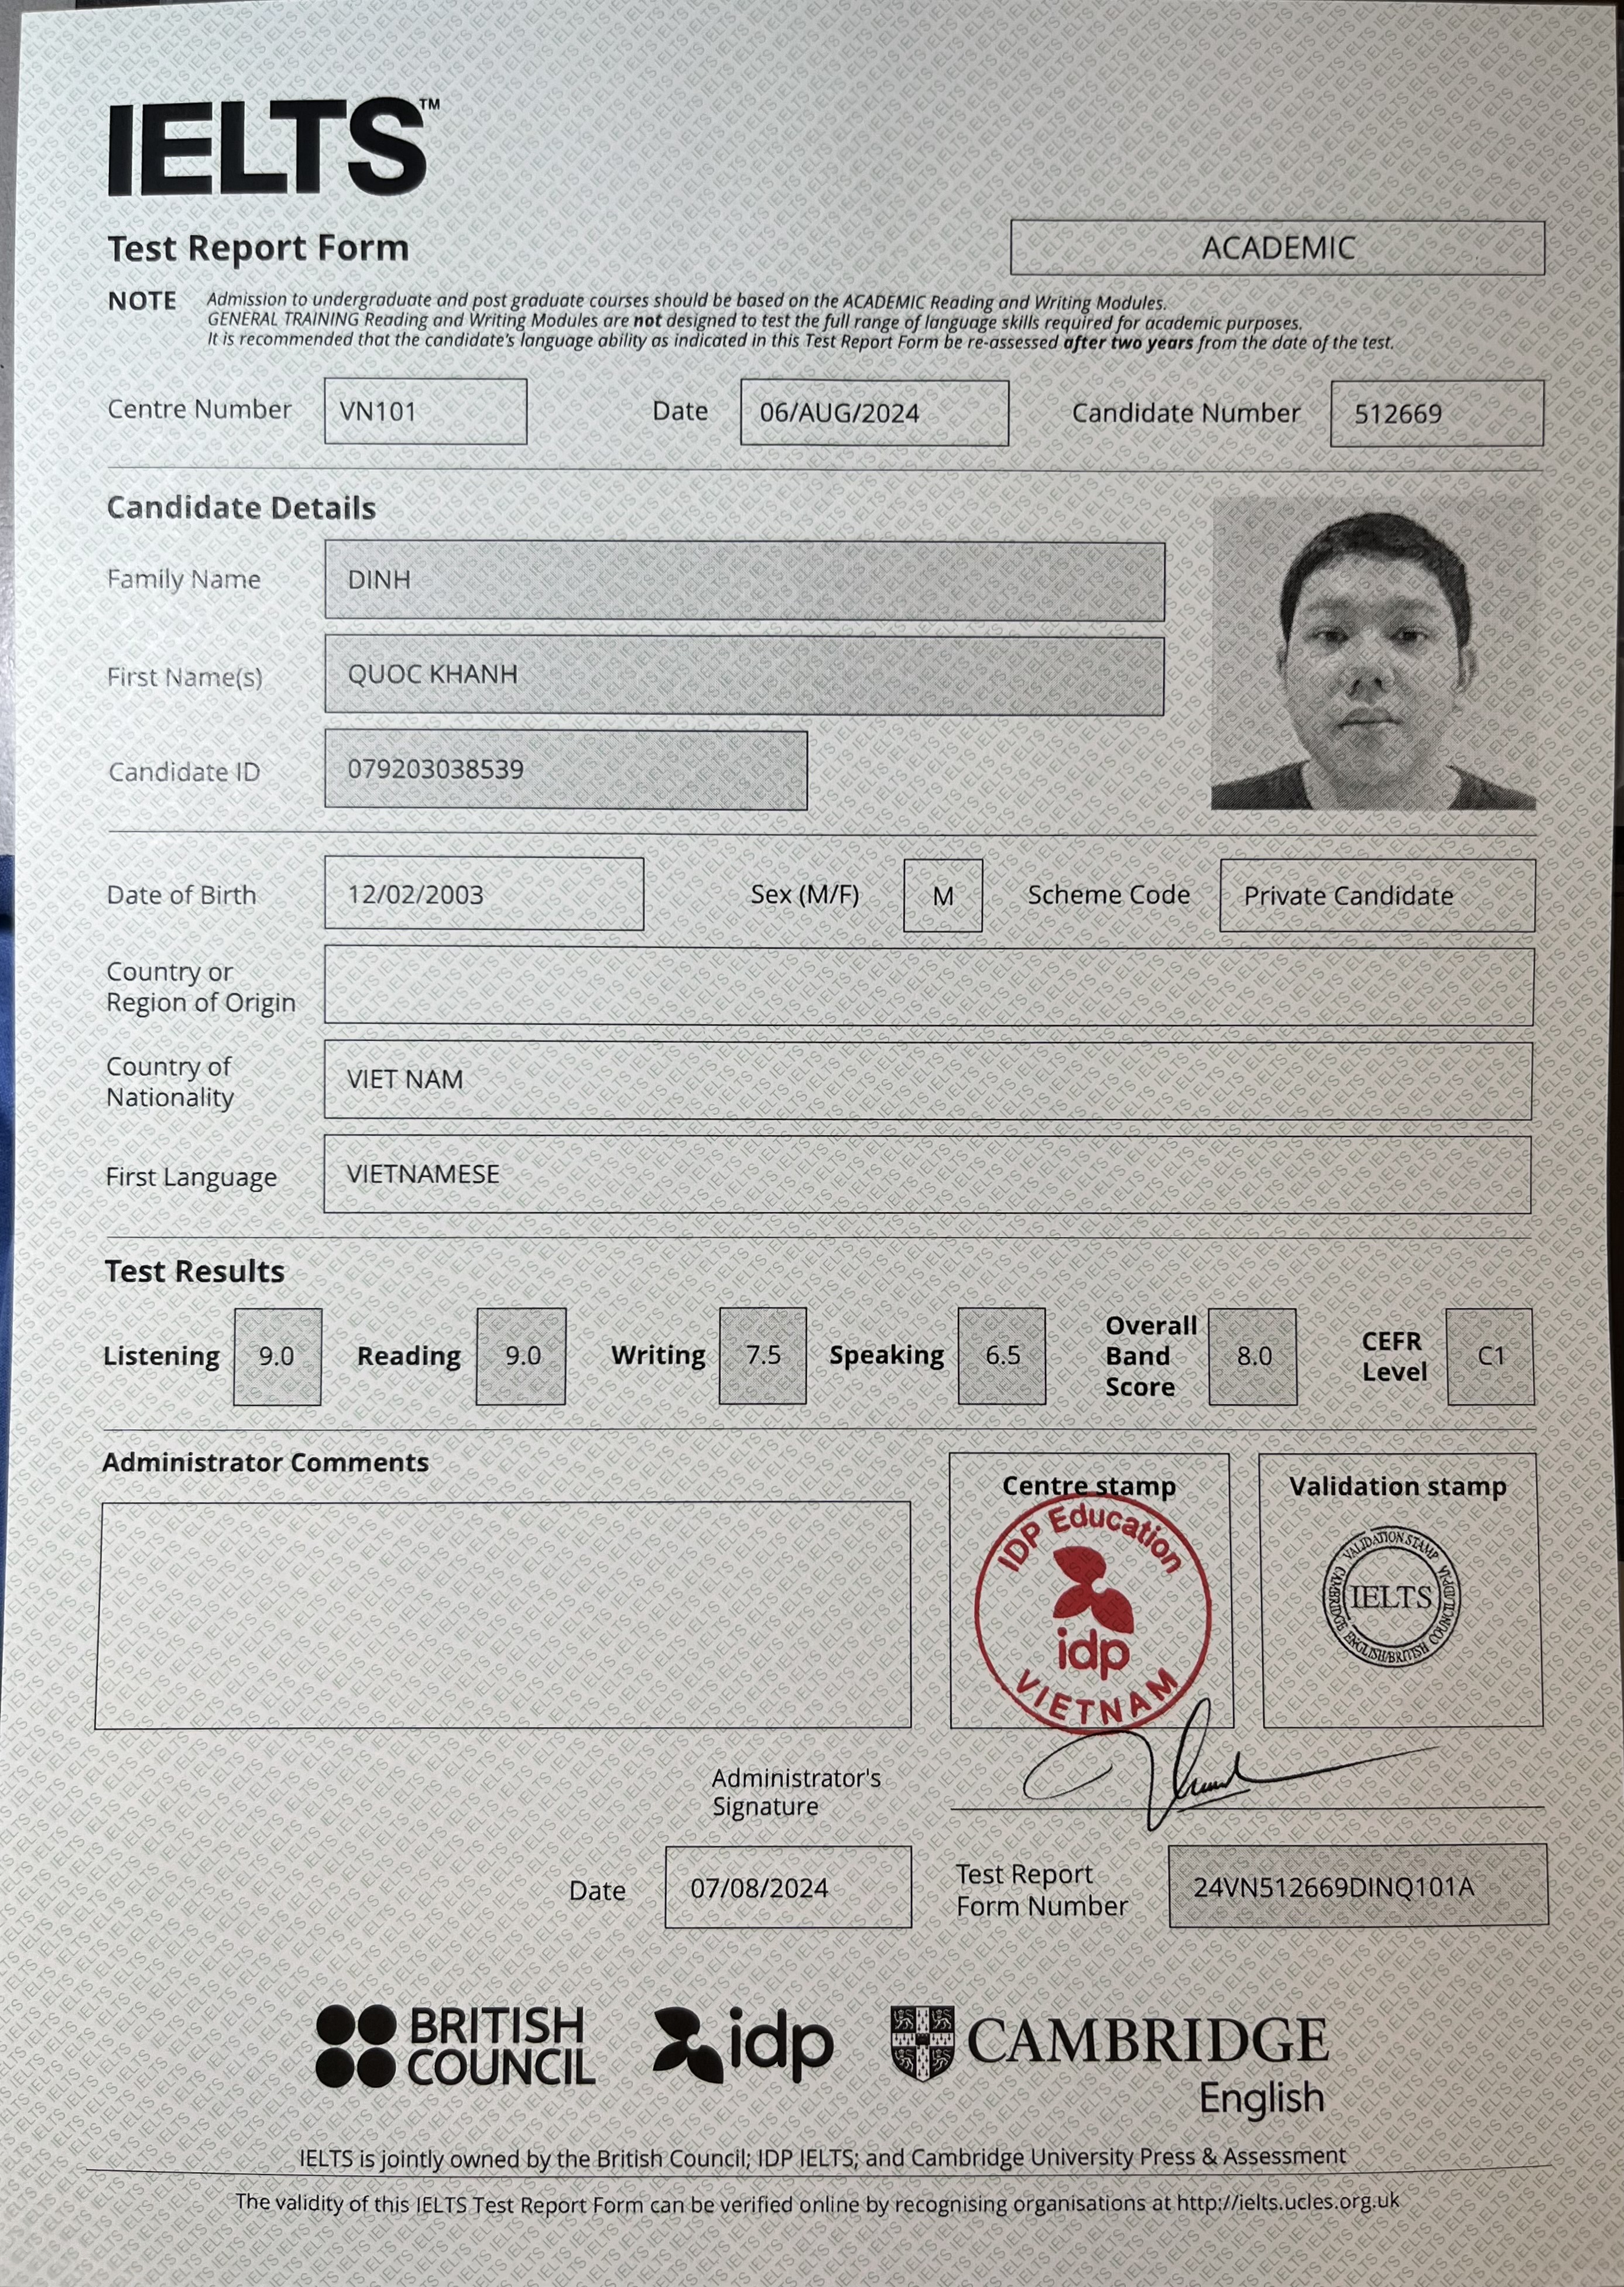 IELTS™
Test Report Form
ACADEMIC
NOTE Admission to undergraduate and post graduate courses should be based on the ACADEMIC Reading and Writing Modules.
GENERAL TRAINING Reading and Writing Modules are not designed to test the full range of language skills required for academic purposes.
It is recommended that the candidate's language ability as indicated in this Test Report Form be re-assessed after two years from the date of the test.
Centre Number VN101 Date 06/AUG/2024 Candidate Number 512669
Candidate Details
Family Name DINH
First Name(s) QUOC KHANH
Candidate ID 079203038539
Date of Birth 12/02/2003 Sex (M/F) M Scheme Code Private Candidate
Country or
Region of Origin
Country of
Nationality VIET NAM
First Language VIETNAMESE
Test Results
Listening 9.0 Reading 9.0 Writing 7.5 Speaking 6.5 Overall Band Score 8.0 CEFR Level C1
Administrator Comments
Centre stamp
IDP Education
idp
VIETNAM
Validation stamp
VALIDATION STAMP
IELTS
CAMBRIDGE ENGLISH/BRITISH COUNCIL/IDP:IA
Administrator's
Signature
Date 07/08/2024
Test Report
Form Number 24VN512669DINQ101A
BRITISH
COUNCIL
idp
CAMBRIDGE
English
IELTS is jointly owned by the British Council; IDP IELTS; and Cambridge University Press & Assessment
The validity of this IELTS Test Report Form can be verified online by recognising organisations at http://ielts.ucles.org.uk